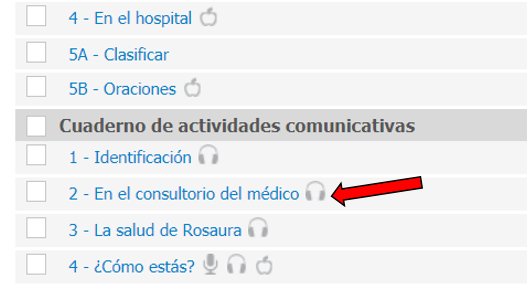 4 - En el hospital
5A - Clasificar
5B - Oraciones
Cuaderno de actividades comunicativas
1 - Identificación
2 - En el consultorio del médico
3 - La salud de Rosaura
4 - ¿Cómo estás?